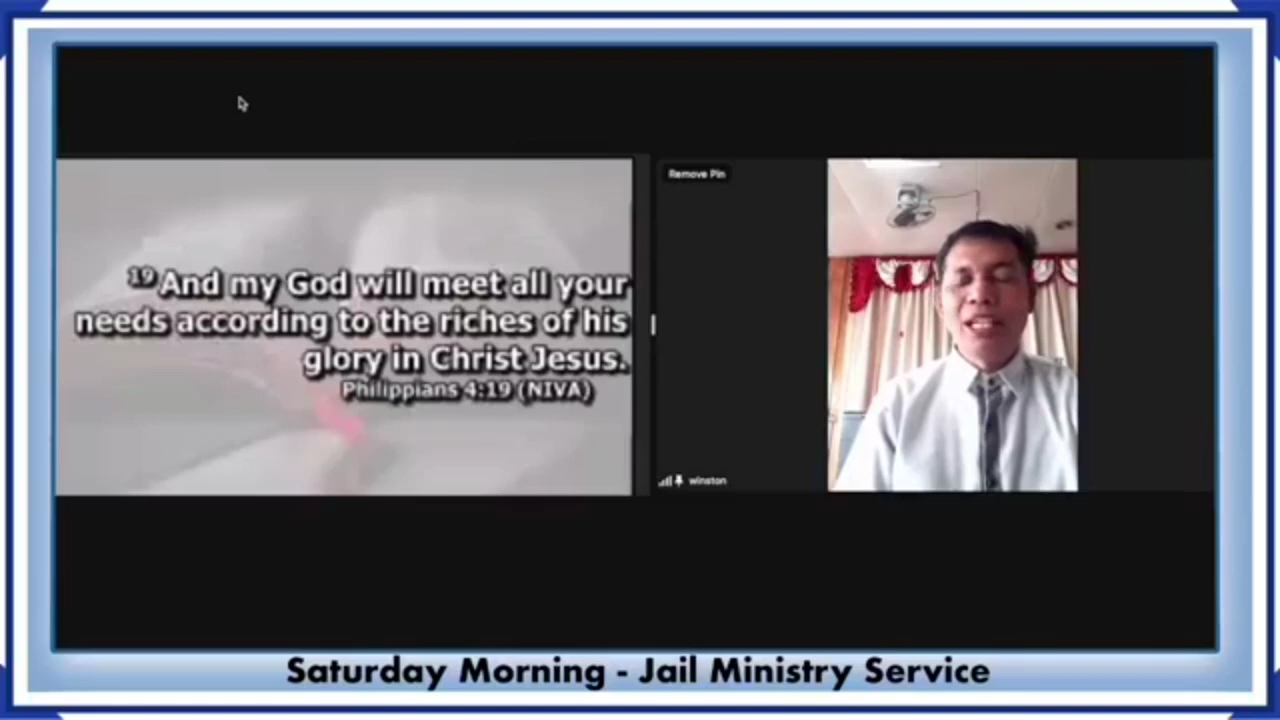 19 And my God will meet all your
needs according to the riches of his
glory in Christ Jesus.
Philippians 4:19 (NIVA)
Remove Pin
winston
Saturday Morning - Jail Ministry Service